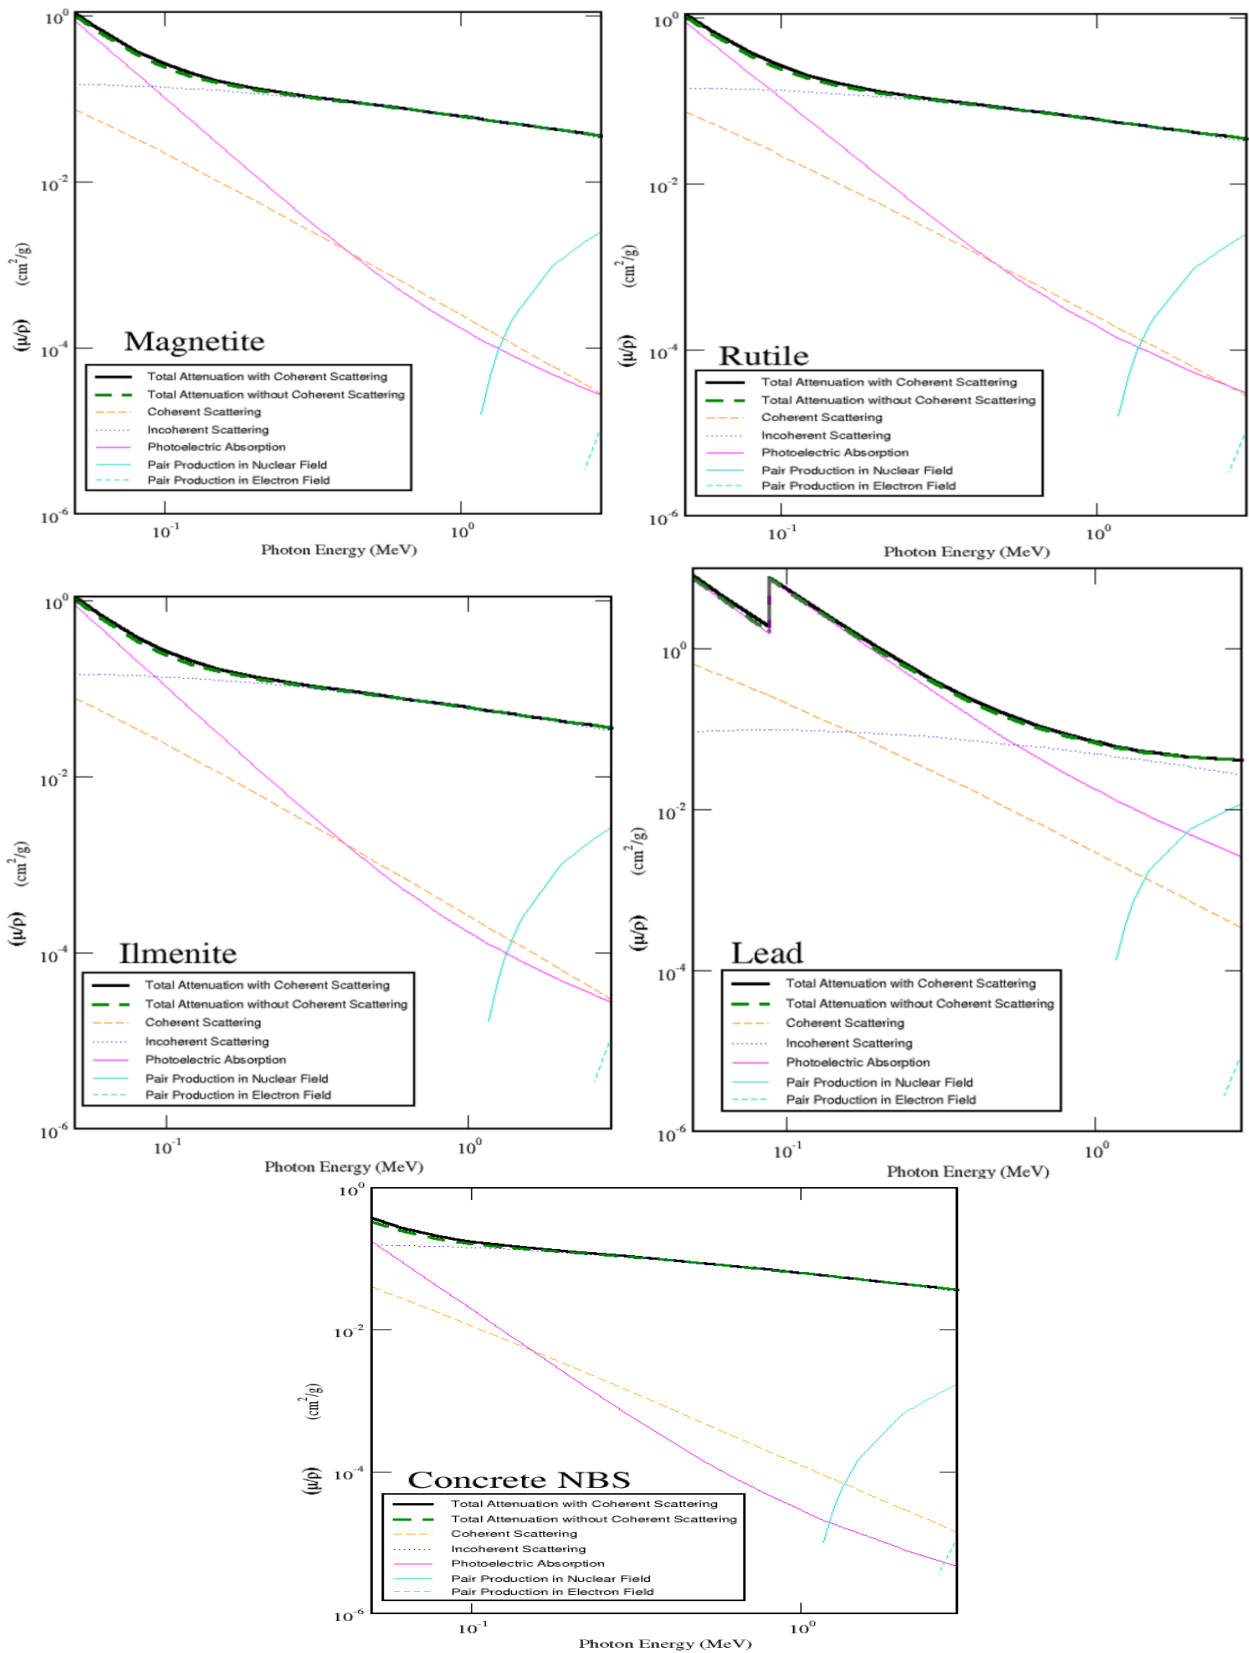 10⁰
10⁻²
(cm²/g)
(μ/ρ)
10⁻⁴
10⁻⁶
Magnetite
Total Attenuation with Coherent Scattering
Total Attenuation without Coherent Scattering
Coherent Scattering
Incoherent Scattering
Photoelectric Absorption
Pair Production in Nuclear Field
Pair Production in Electron Field
10⁻¹ 10⁰
Photon Energy (MeV)
10⁰
10⁻²
(cm²/g)
(μ/ρ)
10⁻⁴
10⁻⁶
Rutile
Total Attenuation with Coherent Scattering
Total Attenuation without Coherent Scattering
Coherent Scattering
Incoherent Scattering
Photoelectric Absorption
Pair Production in Nuclear Field
Pair Production in Electron Field
10⁻¹ 10⁰
Photon Energy (MeV)
10⁰
10⁻²
(cm²/g)
(μ/ρ)
10⁻⁴
10⁻⁶
Ilmenite
Total Attenuation with Coherent Scattering
Total Attenuation without Coherent Scattering
Coherent Scattering
Incoherent Scattering
Photoelectric Absorption
Pair Production in Nuclear Field
Pair Production in Electron Field
10⁻¹ 10⁰
Photon Energy (MeV)
10⁰
10⁻²
(cm²/g)
(μ/ρ)
10⁻⁴
10⁻⁶
Lead
Total Attenuation with Coherent Scattering
Total Attenuation without Coherent Scattering
Coherent Scattering
Incoherent Scattering
Photoelectric Absorption
Pair Production in Nuclear Field
Pair Production in Electron Field
10⁻¹ 10⁰
Photon Energy (MeV)
10⁰
10⁻²
(cm²/g)
(μ/ρ)
10⁻⁴
10⁻⁶
Concrete NBS
Total Attenuation with Coherent Scattering
Total Attenuation without Coherent Scattering
Coherent Scattering
Incoherent Scattering
Photoelectric Absorption
Pair Production in Nuclear Field
Pair Production in Electron Field
10⁻¹ 10⁰
Photon Energy (MeV)